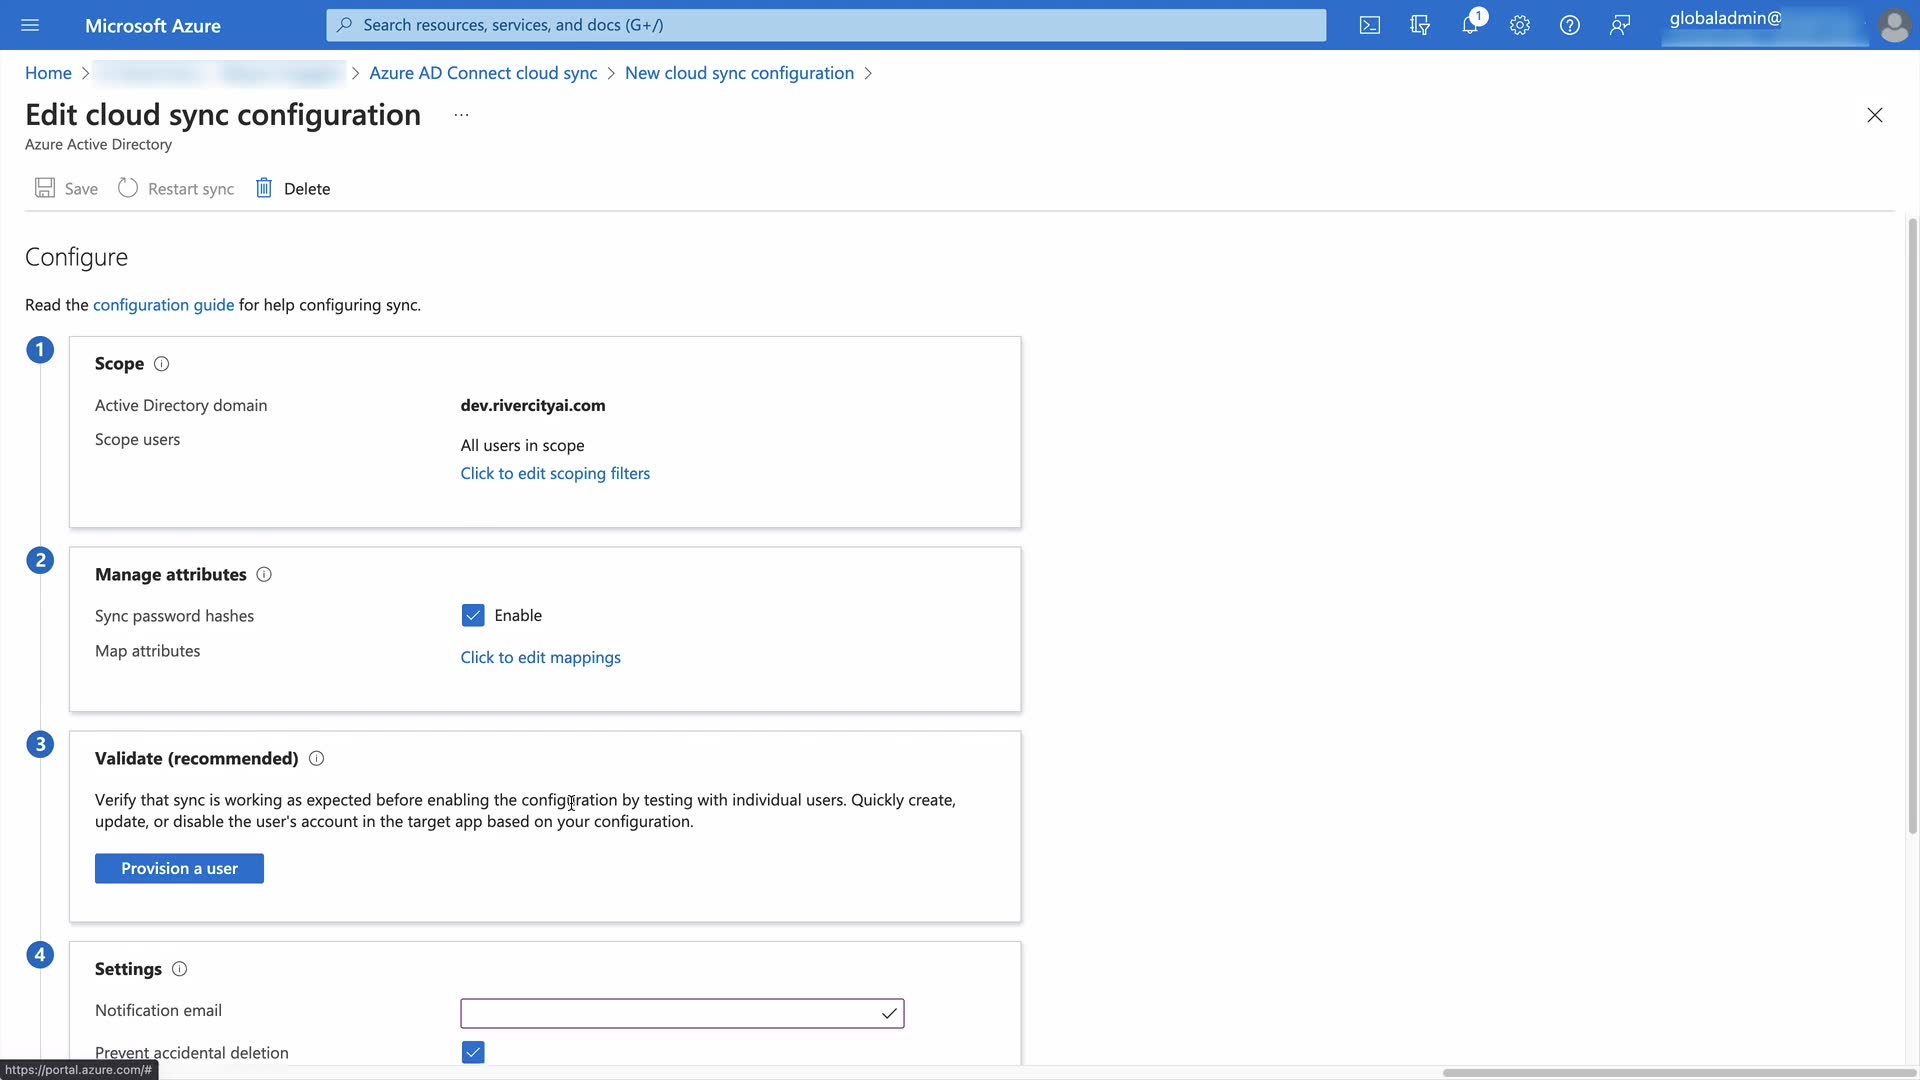 Microsoft Azure
Search resources, services, and docs (G+/)
1
globaladmin@
Home > > Azure AD Connect cloud sync > New cloud sync configuration >
Edit cloud sync configuration ...
Azure Active Directory
Save Restart sync Delete
Configure
Read the configuration guide for help configuring sync.
1
Scope
Active Directory domain dev.rivercityai.com
Scope users All users in scope
Click to edit scoping filters
2
Manage attributes
Sync password hashes Enable
Map attributes Click to edit mappings
3
Validate (recommended)
Verify that sync is working as expected before enabling the configuration by testing with individual users. Quickly create,
update, or disable the user's account in the target app based on your configuration.
Provision a user
4
Settings
Notification email
Prevent accidental deletion
https://portal.azure.com/#